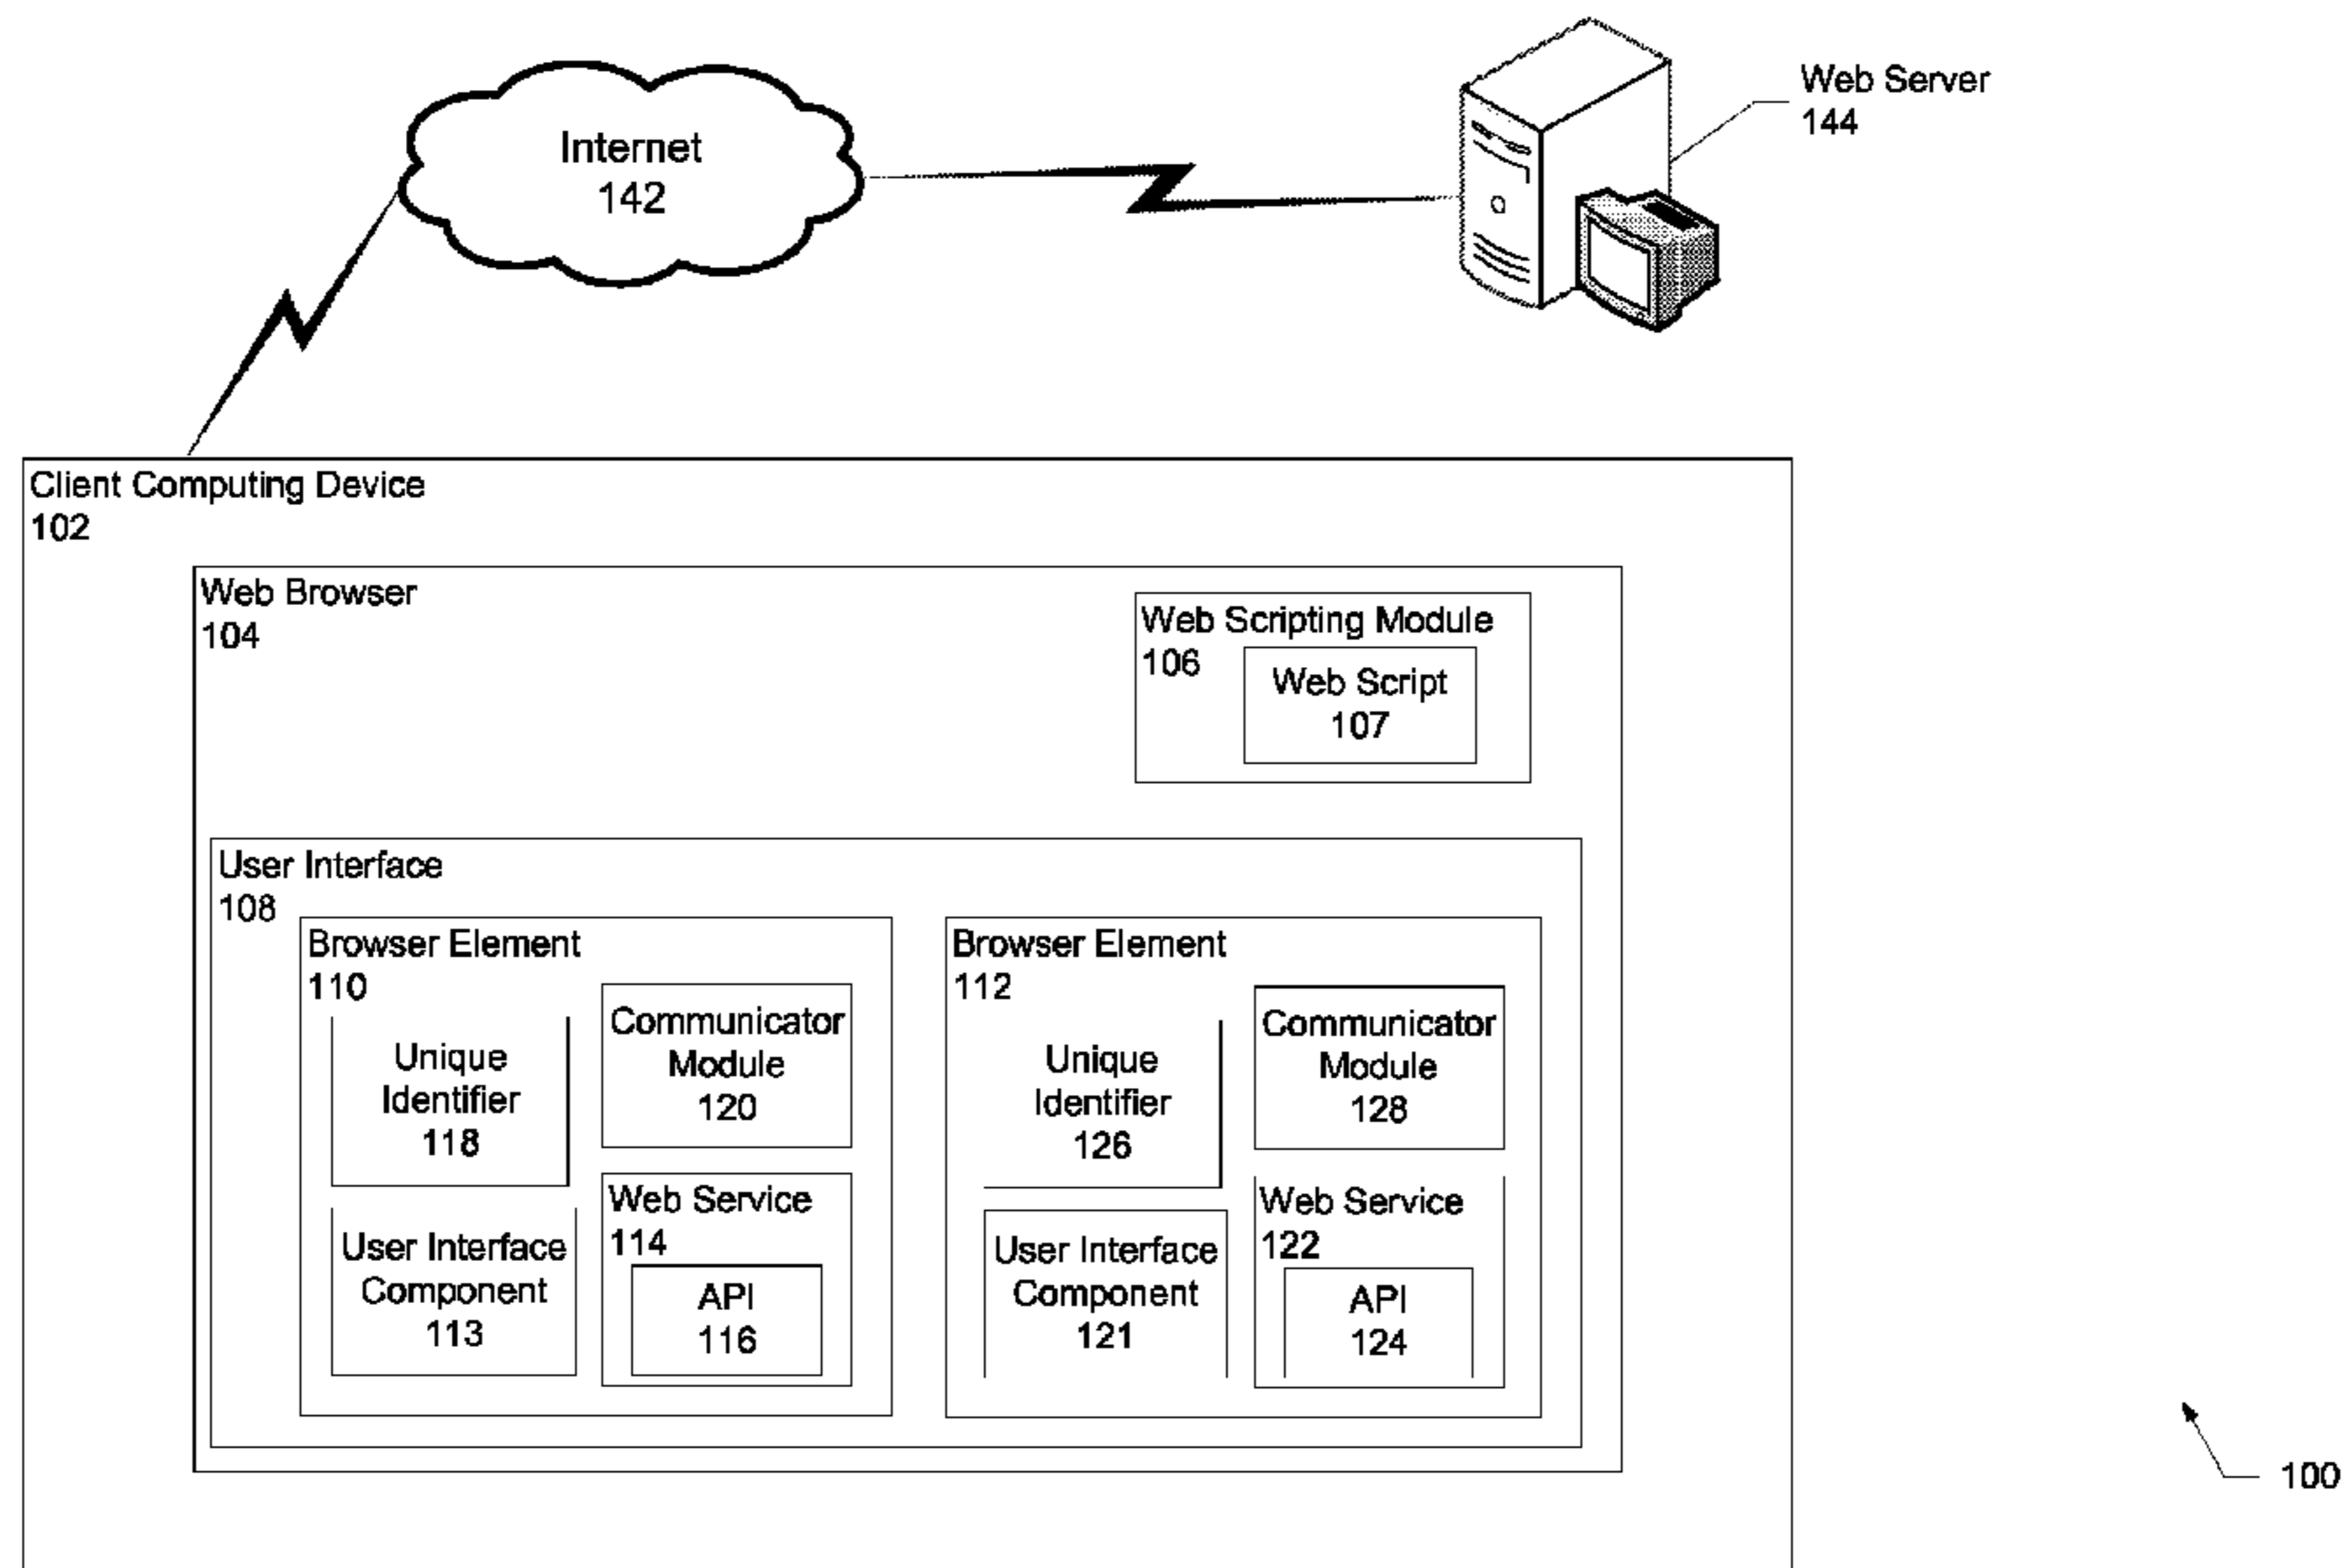 Internet
142
Web Server
144
Client Computing Device
102
Web Browser
104
Web Scripting Module
106
Web Script
107
User Interface
108
Browser Element
110
Unique
Identifier
118
Communicator
Module
120
User Interface
Component
113
Web Service
114
API
116
Browser Element
112
Unique
Identifier
126
Communicator
Module
128
User Interface
Component
121
Web Service
122
API
124
100